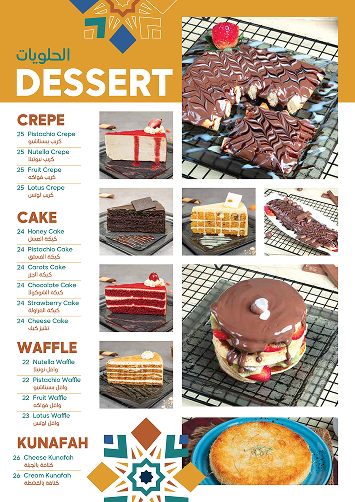 الحلويات
DESSERT
CREPE
25 Pistachio Crepe
كريب بيستاشيو
25 Nutella Crepe
كريب نوتيلا
25 Fruit Crepe
كريب فواكه
25 Lotus Crepe
كريب لوتس
CAKE
24 Honey Cake
كيكة العسل
24 Pistachio Cake
كيكة الفستق
24 Carots Cake
كيكة الجزر
24 Chocolate Cake
كيكة الشوكولا
24 Strawberry Cake
كيكة الفراولة
24 Cheese Cake
تشيز كيك
WAFFLE
22 Nutella Waffle
وافل نوتيلا
22 Pistachio Waffle
وافل بستاشيو
22 Fruit Waffle
وافل فواكه
23 Lotus Waffle
وافل لوتس
KUNAFAH
26 Cheese Kunafah
كنافة بالجبنة
26 Cream Kunafah
كنافة بالقشطة